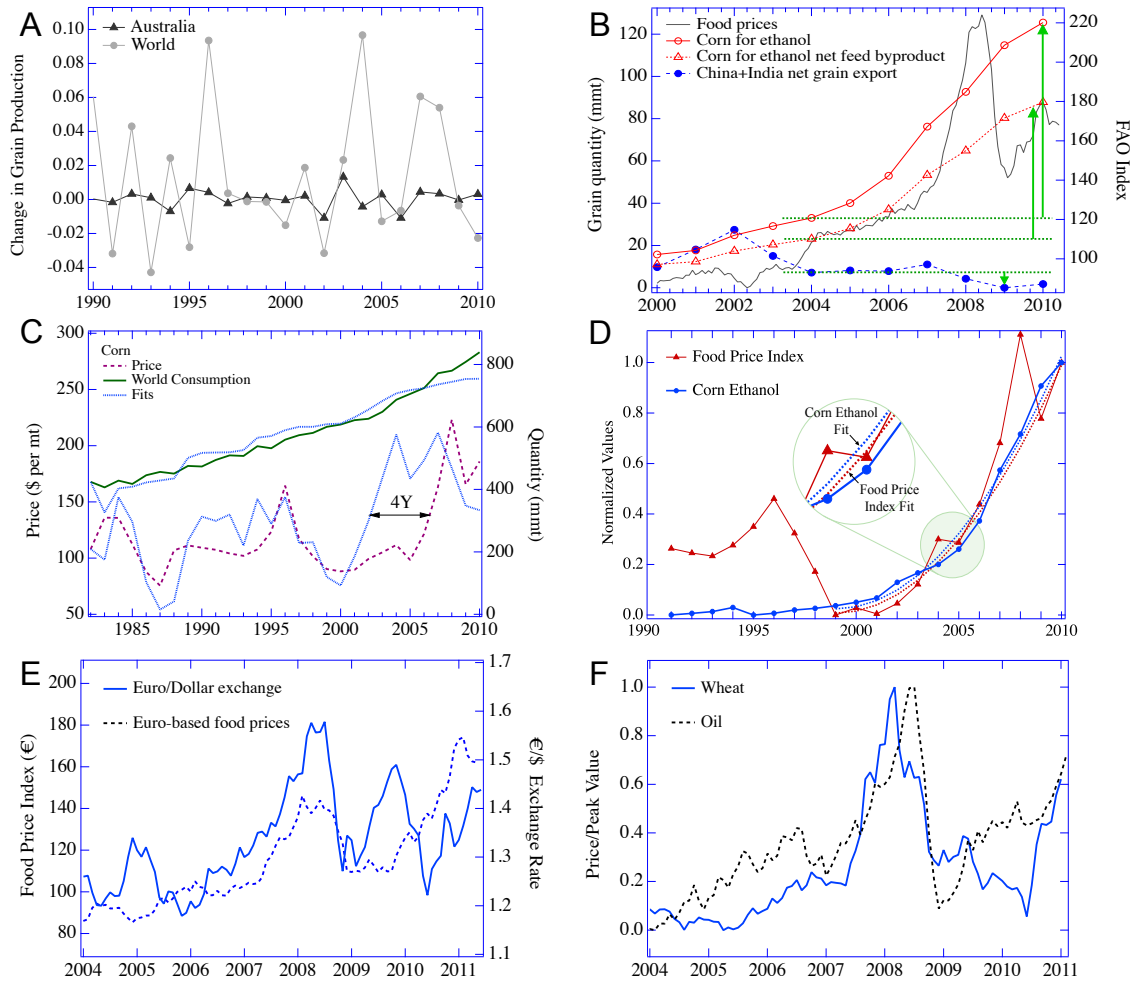 A
Australia
World
Change in Grain Production
0.10
0.08
0.06
0.04
0.02
0.00
-0.02
-0.04
1990
1995
2000
2005
2010
B
Food prices
Corn for ethanol
Corn for ethanol net feed byproduct
China+India net grain export
Grain quantity (mmt)
120
100
80
60
40
20
0
FAO Index
220
200
180
160
140
120
100
2000
2002
2004
2006
2008
2010
C
Corn
Price
World Consumption
Fits
4Y
Price ($ per mt)
300
250
200
150
100
50
Quantity (mmt)
800
600
400
200
0
1985
1990
1995
2000
2005
2010
D
Food Price Index
Corn Ethanol
Corn Ethanol
Fit
Food Price
Index Fit
Normalized Values
1.0
0.8
0.6
0.4
0.2
0.0
1990
1995
2000
2005
2010
E
Euro/Dollar exchange
Euro-based food prices
Food Price Index (€)
200
180
160
140
120
100
80
€/$ Exchange Rate
1.7
1.6
1.5
1.4
1.3
1.2
1.1
2004
2005
2006
2007
2008
2009
2010
2011
F
Wheat
Oil
Price/Peak Value
1.0
0.8
0.6
0.4
0.2
0.0
2004
2005
2006
2007
2008
2009
2010
2011